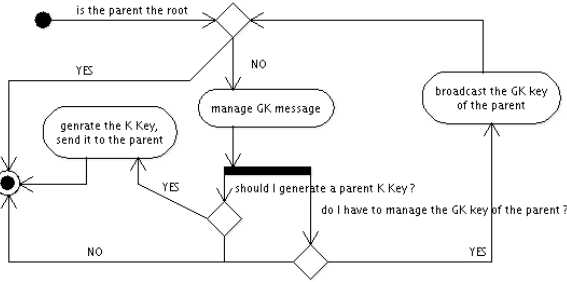 is the parent the root
YES
NO
broadcast the GK key
of the parent
manage GK message
genrate the K Key,
send it to the parent
should I generate a parent K Key ?
YES
do I have to manage the GK key of the parent ?
NO
YES